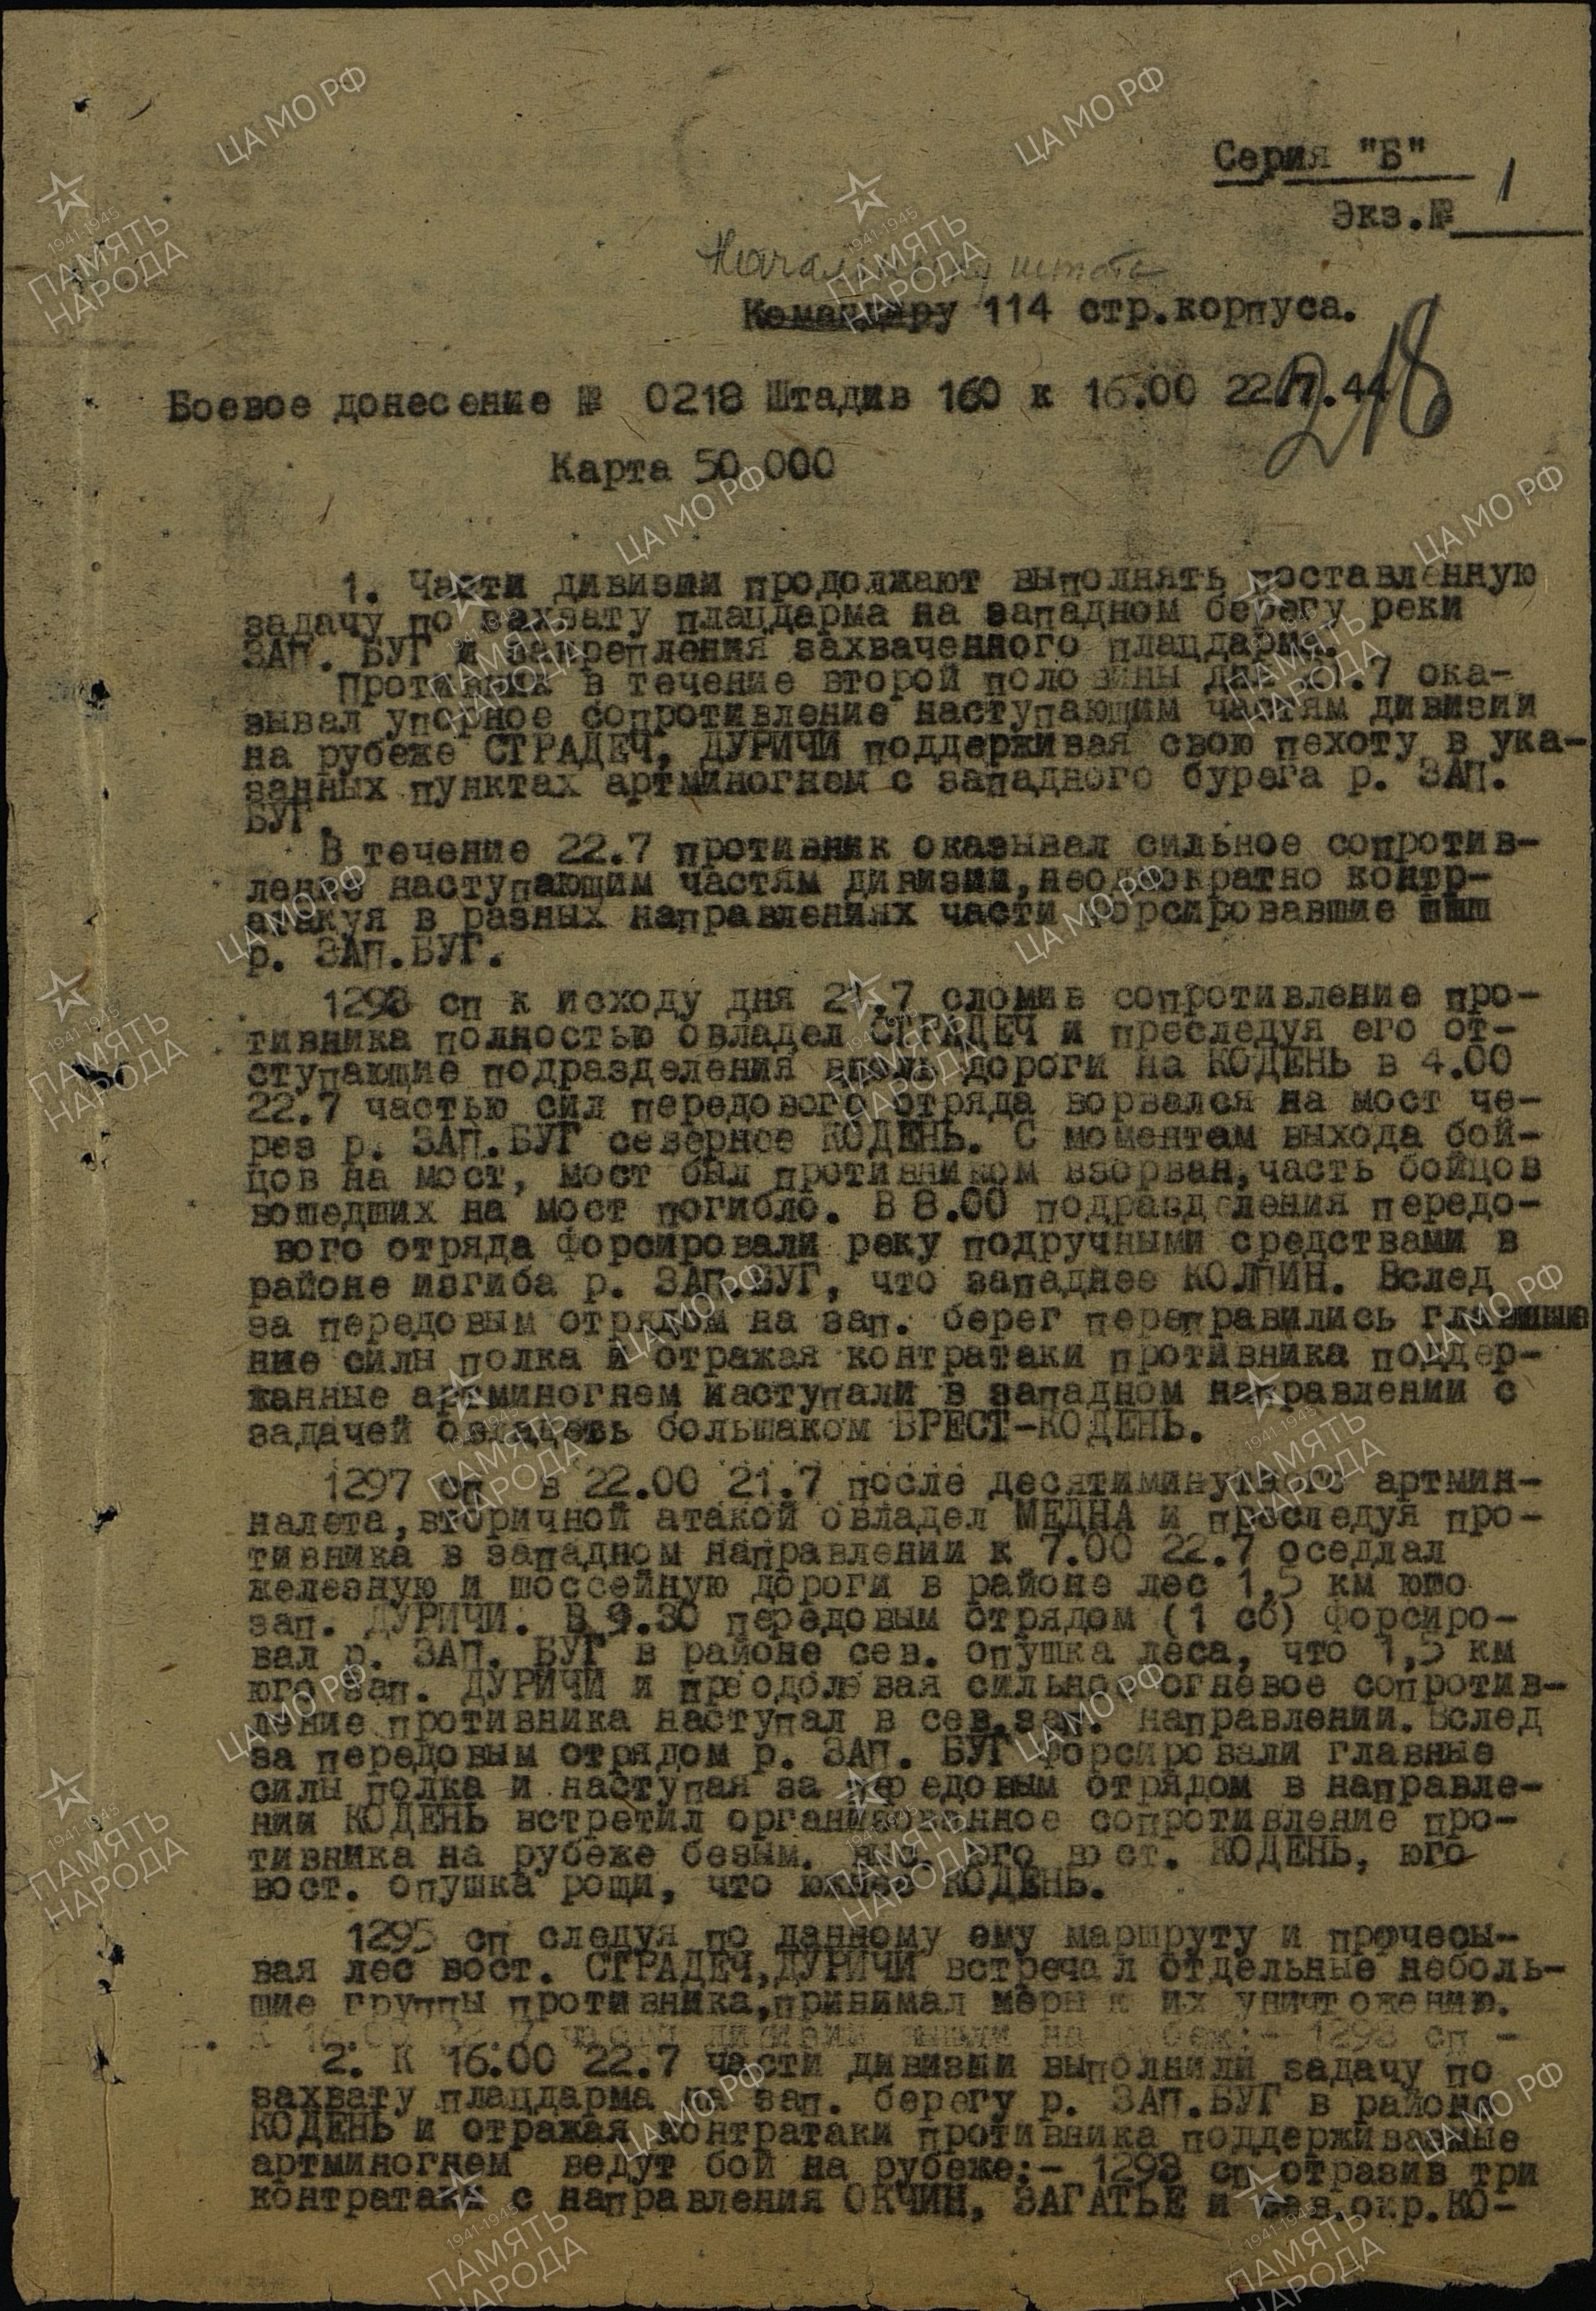 Серия "Б"
Экз.№ 1
Начальнику штаба
Командиру 114 стр.корпуса.
218
Боевое донесение № 0218 Штадив 160 к 16.00 22.7.44
Карта 50.000
1. Части дивизии продолжают выполнять поставленную
задачу по захвату плацдарма на западном берегу реки
ЗАП. БУГ и закрепления захваченного плацдарма.
Противник в течение второй половины дня 21.7 ока-
зывал упорное сопротивление наступающим частям дивизии
на рубеже СТРАДЕЧ, ДУРИЧИ поддерживая свою пехоту в ука-
занных пунктах артминогнем с западного бурега р. ЗАП.
БУГ.
В течение 22.7 противник оказывал сильное сопротив-
ление наступающим частям дивизии,неоднократно контр-
атакуя в разных направлениях части форсировавшие
р. ЗАП.БУГ.
1293 сп к исходу дня 21.7 сломив сопротивление про-
тивника полностью овладел СТРАДЕЧ и преследуя его от-
ступающие подразделения вдоль дороги на КОДЕНЬ в 4.00
22.7 частью сил передового отряда ворвался на мост че-
рез р. ЗАП.БУГ севернее КОДЕНЬ. С моментом выхода бой-
цов на мост, мост был противником взорван,часть бойцов
вошедших на мост погибло. В 8.00 подразделения передо-
вого отряда форсировали реку подручными средствами в
районе изгиба р. ЗАП.БУГ, что западнее КОЛПИН. Вслед
за передовым отрядом на зап. берег переправились глав
ние силы полка и отражая контратаки противника поддер-
жанные артминогнем наступали в западном направлении с
задачей овладеть большаком БРЕСТ-КОДЕНЬ.
1297 сп в 22.00 21.7 после десятиминутного артмин-
налета,вторичной атакой овладел МЕДНА и преследуя про-
тивника в западном направлении к 7.00 22.7 оседлал
железную и шоссейную дороги в районе лес 1,5 км юго
зап. ДУРИЧИ. В 9.30 передовым отрядом (1 сб) форсиро-
вал р. ЗАП. БУГ в районе сев. опушка леса, что 1,5 км
юго зап. ДУРИЧИ и преодолевая сильное огневое сопротив-
ление противника наступал в сев.зап. направлении. Вслед
за передовым отрядом р. ЗАП. БУГ форсировали главные
силы полка и наступая за передовым отрядом в направле-
нии КОДЕНЬ встретил организованное сопротивление про-
тивника на рубеже безым. выс. юго вост. КОДЕНЬ, юго
вост. опушка рощи, что южнее КОДЕНЬ.
1295 сп следуя по данному ему маршруту и прочесы-
вая лес вост. СТРАДЕЧ,ДУРИЧИ встречал отдельные неболь-
шие группы противника,принимал меры к их уничтожению.
2. К 16.00 22.7 части дивизии вышли на рубеж:- 1293 сп -
2. К 16.00 22.7 части дивизии выполнили задачу по
захвату плацдарма на зап. берегу р. ЗАП.БУГ в районе
КОДЕНЬ и отражая контратаки противника поддерживаемые
артминогнем ведут бой на рубеже:- 1293 сп отразив три
контратаки с направления ОКЧИН, ЗАГАТЬЕ и сев.окр.КО-